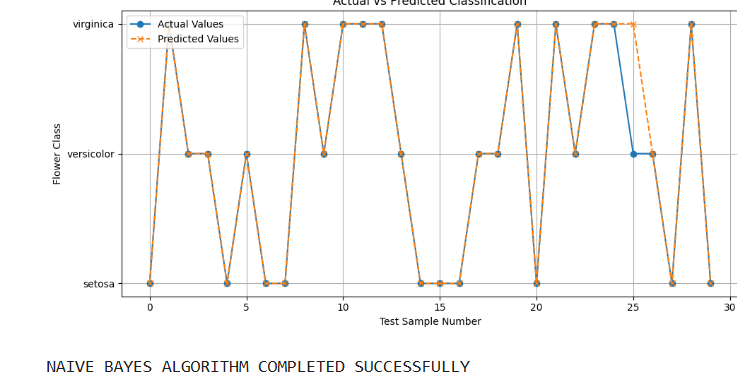 Actual vs Predicted Classification
virginica
Actual Values
Predicted Values
versicolor
Flower Class
setosa
0 5 10 15 20 25 30
Test Sample Number
NAIVE BAYES ALGORITHM COMPLETED SUCCESSFULLY